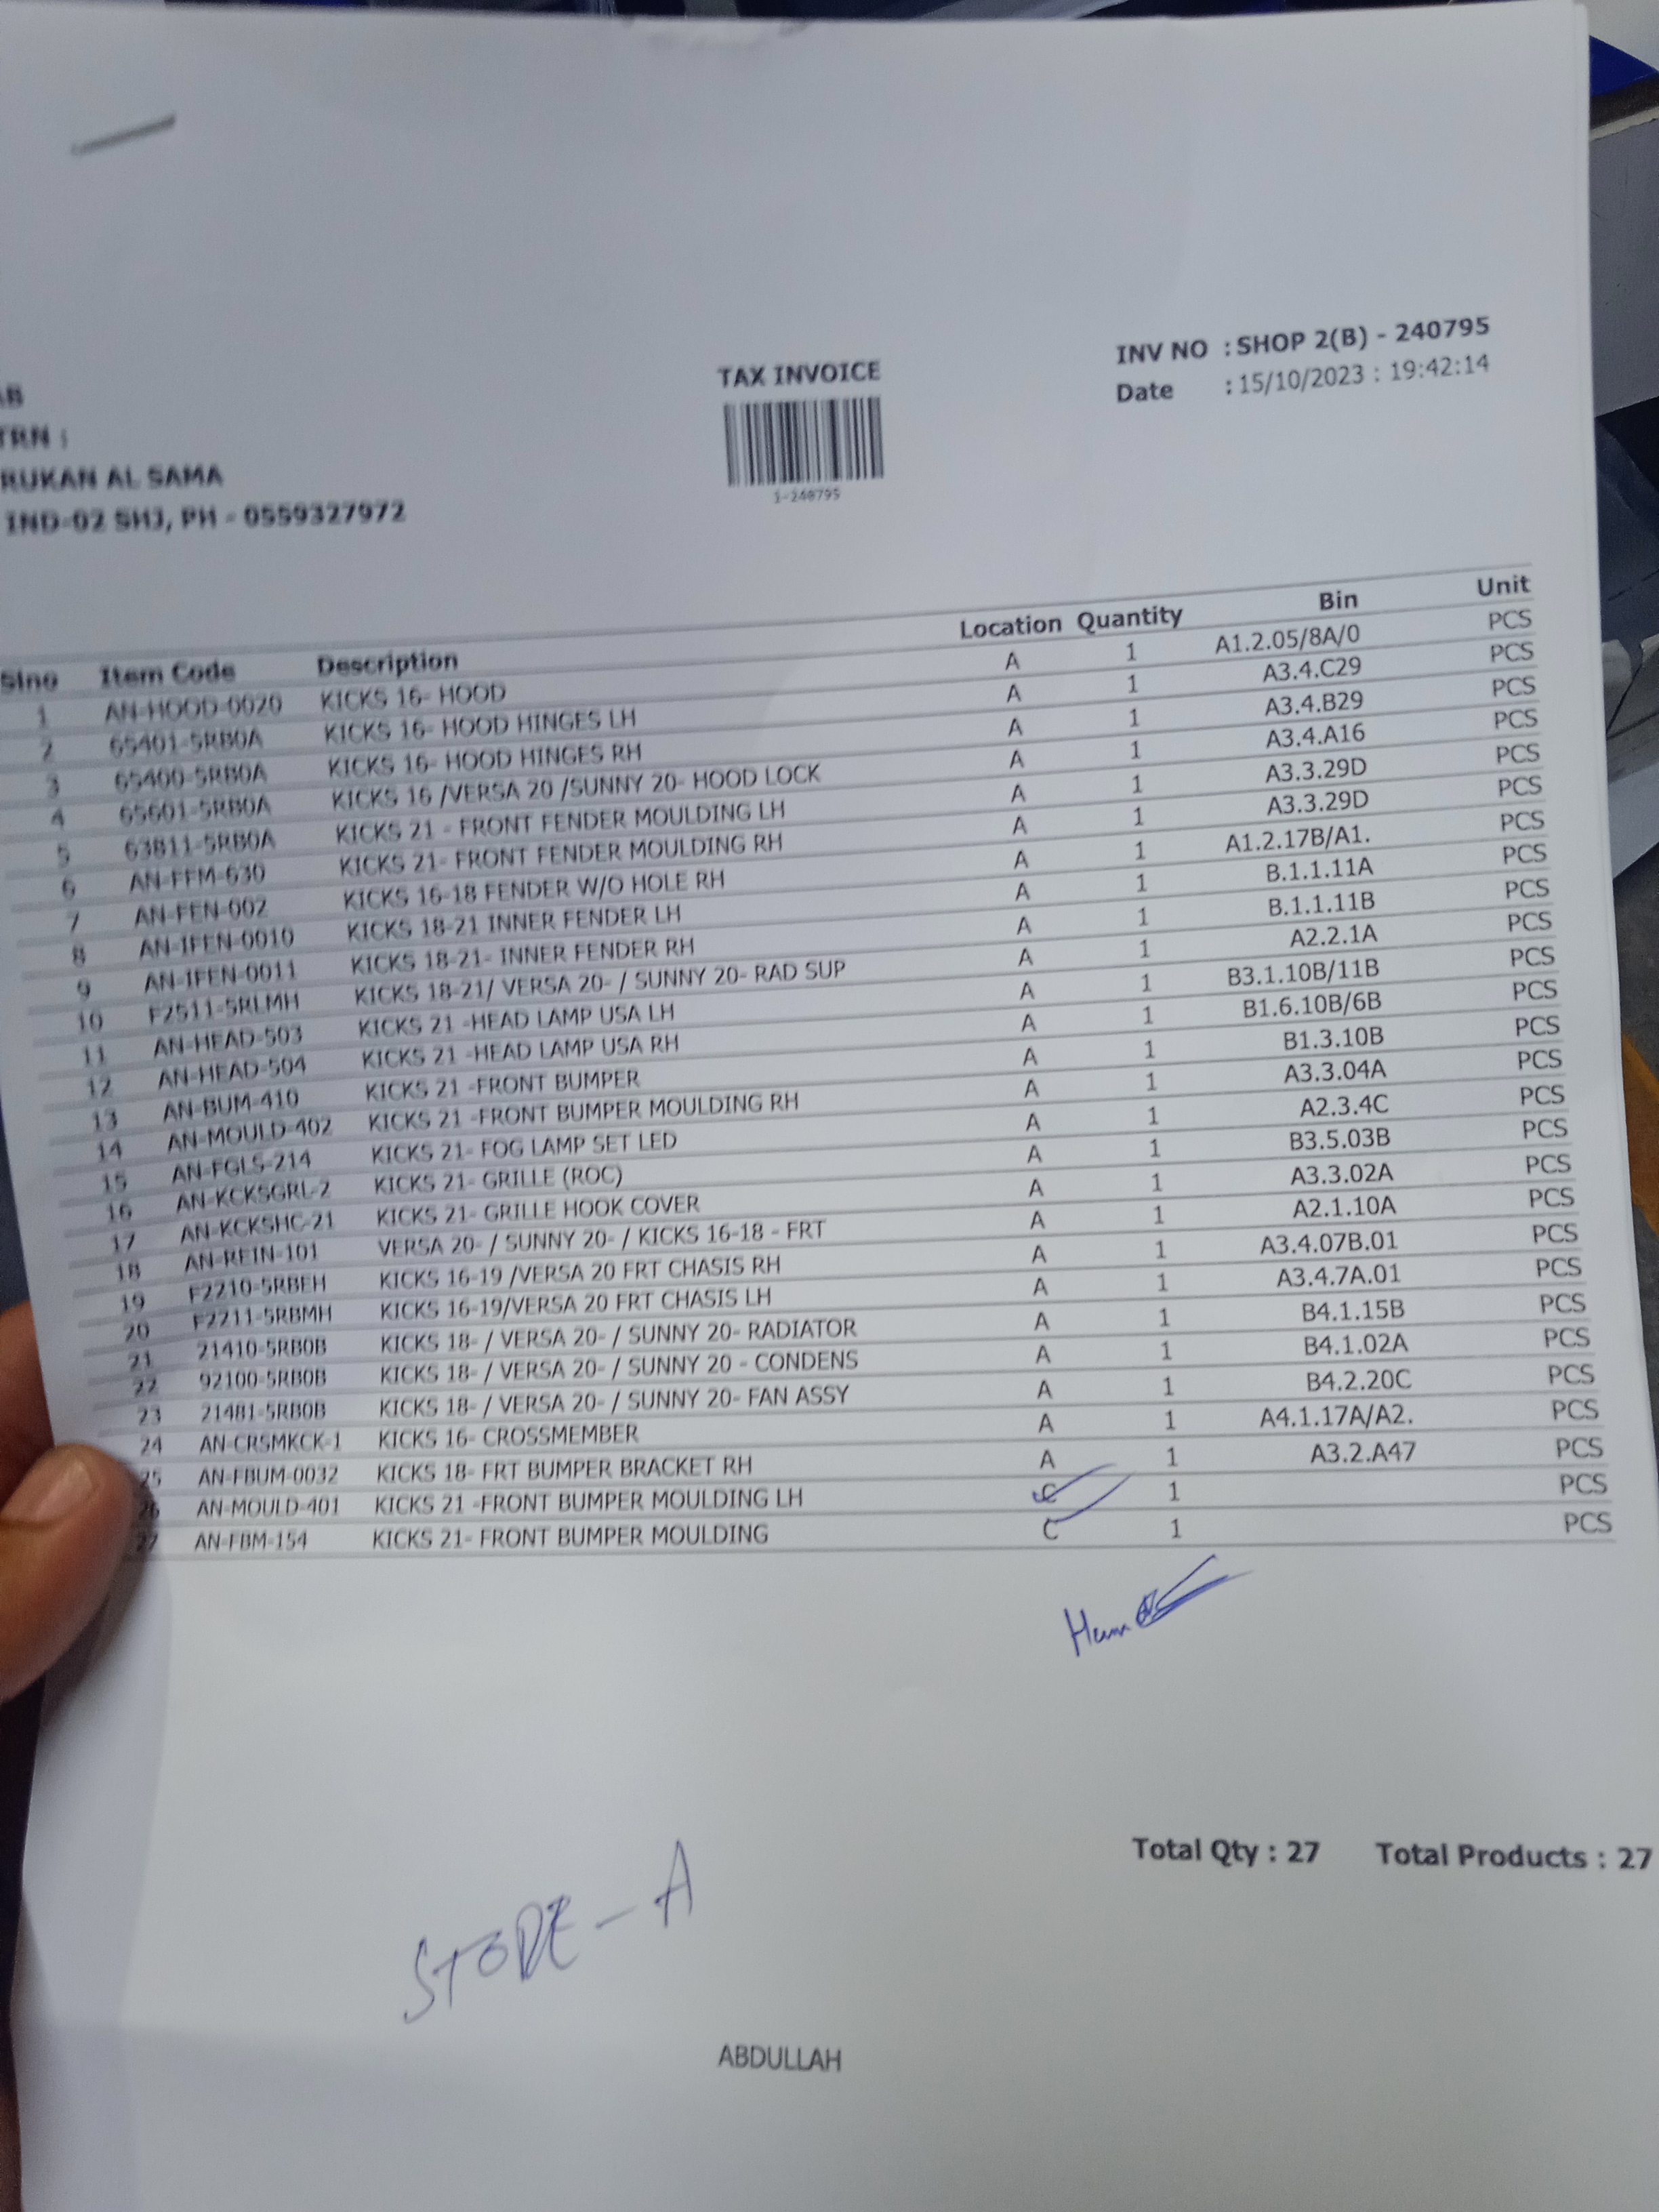 TAX INVOICE
INV NO : SHOP 2(B) - 240795
Date : 15/10/2023 : 19:42:14
1-240795
TRN :
RUKAN AL SAMA
IND-02 SHJ, PH - 0559327972
Slno Item Code Description Location Quantity Bin Unit
1 AN-HOOD-0020 KICKS 16- HOOD A 1 A1.2.05/8A/0 PCS
2 65401-5RB0A KICKS 16- HOOD HINGES LH A 1 A3.4.C29 PCS
3 65400-5RB0A KICKS 16- HOOD HINGES RH A 1 A3.4.B29 PCS
4 65601-5RB0A KICKS 16 /VERSA 20 /SUNNY 20- HOOD LOCK A 1 A3.4.A16 PCS
5 63811-5RB0A KICKS 21 - FRONT FENDER MOULDING LH A 1 A3.3.29D PCS
6 AN-FFM-630 KICKS 21- FRONT FENDER MOULDING RH A 1 A3.3.29D PCS
7 AN-FEN-002 KICKS 16-18 FENDER W/O HOLE RH A 1 A1.2.17B/A1. PCS
8 AN-IFEN-0010 KICKS 18-21 INNER FENDER LH A 1 B.1.1.11A PCS
9 AN-IFEN-0011 KICKS 18-21- INNER FENDER RH A 1 B.1.1.11B PCS
10 F2511-5RLMH KICKS 18-21/ VERSA 20- / SUNNY 20- RAD SUP A 1 A2.2.1A PCS
11 AN-HEAD-503 KICKS 21 -HEAD LAMP USA LH A 1 B3.1.10B/11B PCS
12 AN-HEAD-504 KICKS 21 -HEAD LAMP USA RH A 1 B1.6.10B/6B PCS
13 AN-BUM-410 KICKS 21 -FRONT BUMPER A 1 B1.3.10B PCS
14 AN-MOULD-402 KICKS 21 -FRONT BUMPER MOULDING RH A 1 A3.3.04A PCS
15 AN-FGLS-214 KICKS 21- FOG LAMP SET LED A 1 A2.3.4C PCS
16 AN-KCKSGRL-2 KICKS 21- GRILLE (ROC) A 1 B3.5.03B PCS
17 AN-KCKSHC-21 KICKS 21- GRILLE HOOK COVER A 1 A3.3.02A PCS
18 AN-REIN-101 VERSA 20- / SUNNY 20- / KICKS 16-18 - FRT A 1 A2.1.10A PCS
19 F2210-5RBEH KICKS 16-19 /VERSA 20 FRT CHASIS RH A 1 A3.4.07B.01 PCS
20 F2211-5RBMH KICKS 16-19/VERSA 20 FRT CHASIS LH A 1 A3.4.7A.01 PCS
21 21410-5RB0B KICKS 18- / VERSA 20- / SUNNY 20- RADIATOR A 1 B4.1.15B PCS
22 92100-5RB0B KICKS 18- / VERSA 20- / SUNNY 20 - CONDENS A 1 B4.1.02A PCS
23 21481-5RB0B KICKS 18- / VERSA 20- / SUNNY 20- FAN ASSY A 1 B4.2.20C PCS
24 AN-CRSMKCK-1 KICKS 16- CROSSMEMBER A 1 A4.1.17A/A2. PCS
25 AN-FBUM-0032 KICKS 18- FRT BUMPER BRACKET RH A 1 A3.2.A47 PCS
26 AN-MOULD-401 KICKS 21 -FRONT BUMPER MOULDING LH C 1 PCS
27 AN-FBM-154 KICKS 21- FRONT BUMPER MOULDING C 1 PCS
Total Qty : 27 Total Products : 27
STORE - A
ABDULLAH